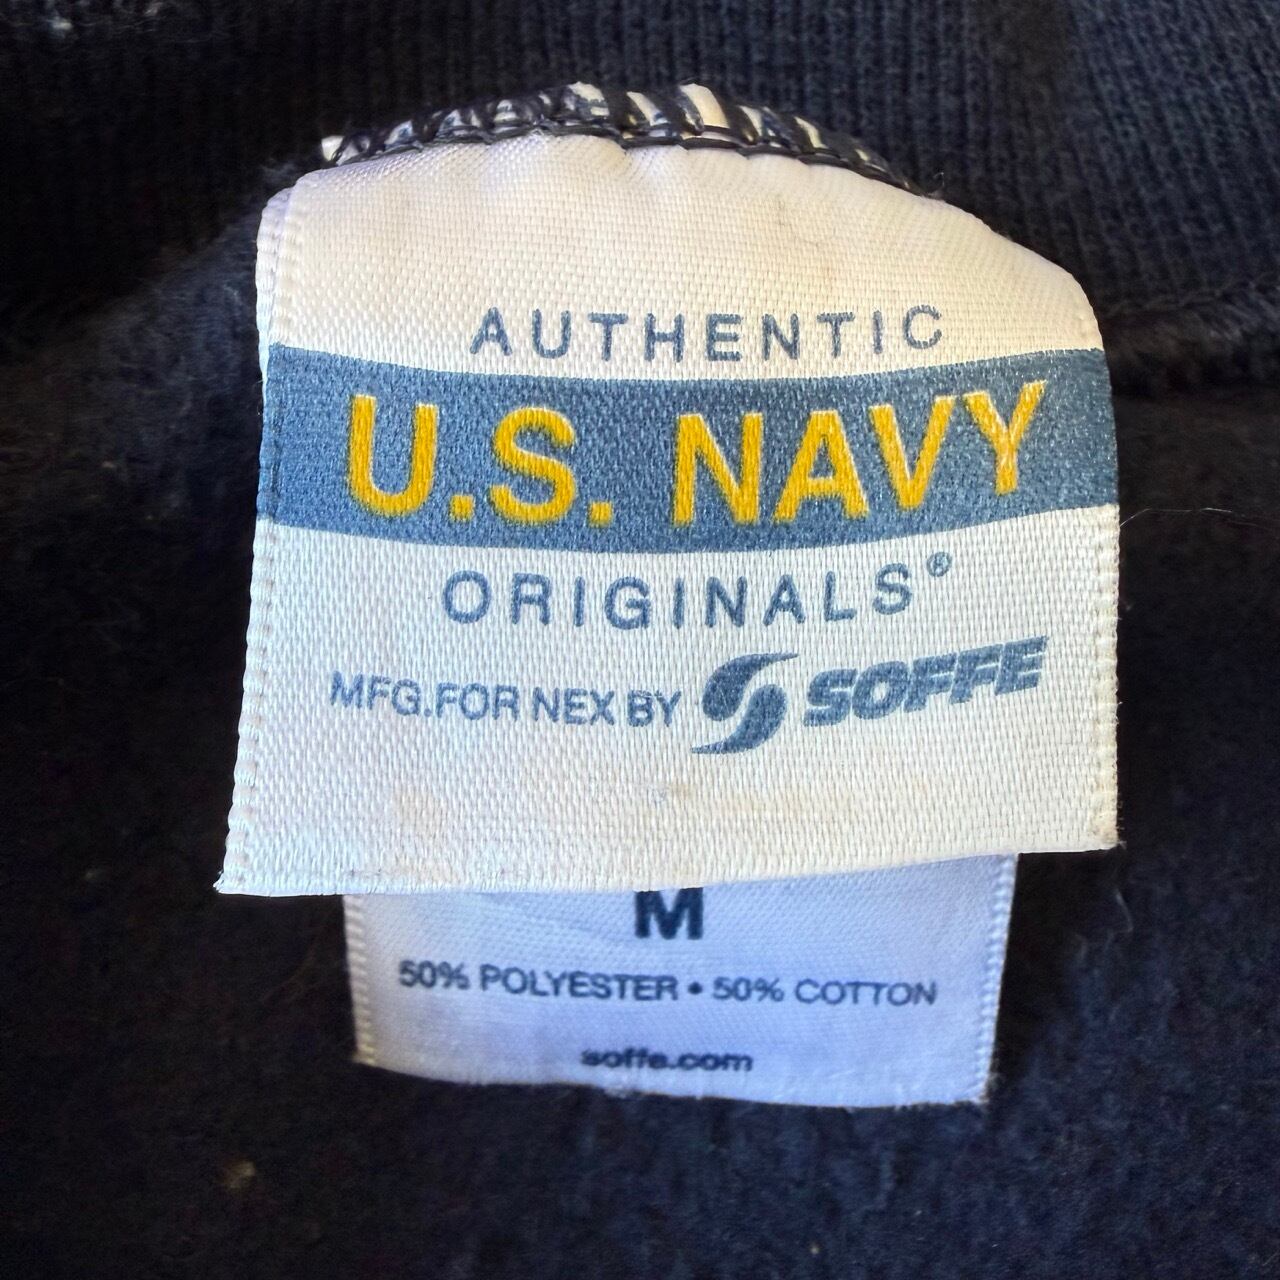 AUTHENTIC
U.S. NAVY
ORIGINALS®
MFG.FOR NEX BY SOFFE
M
50% POLYESTER • 50% COTTON
soffe.com